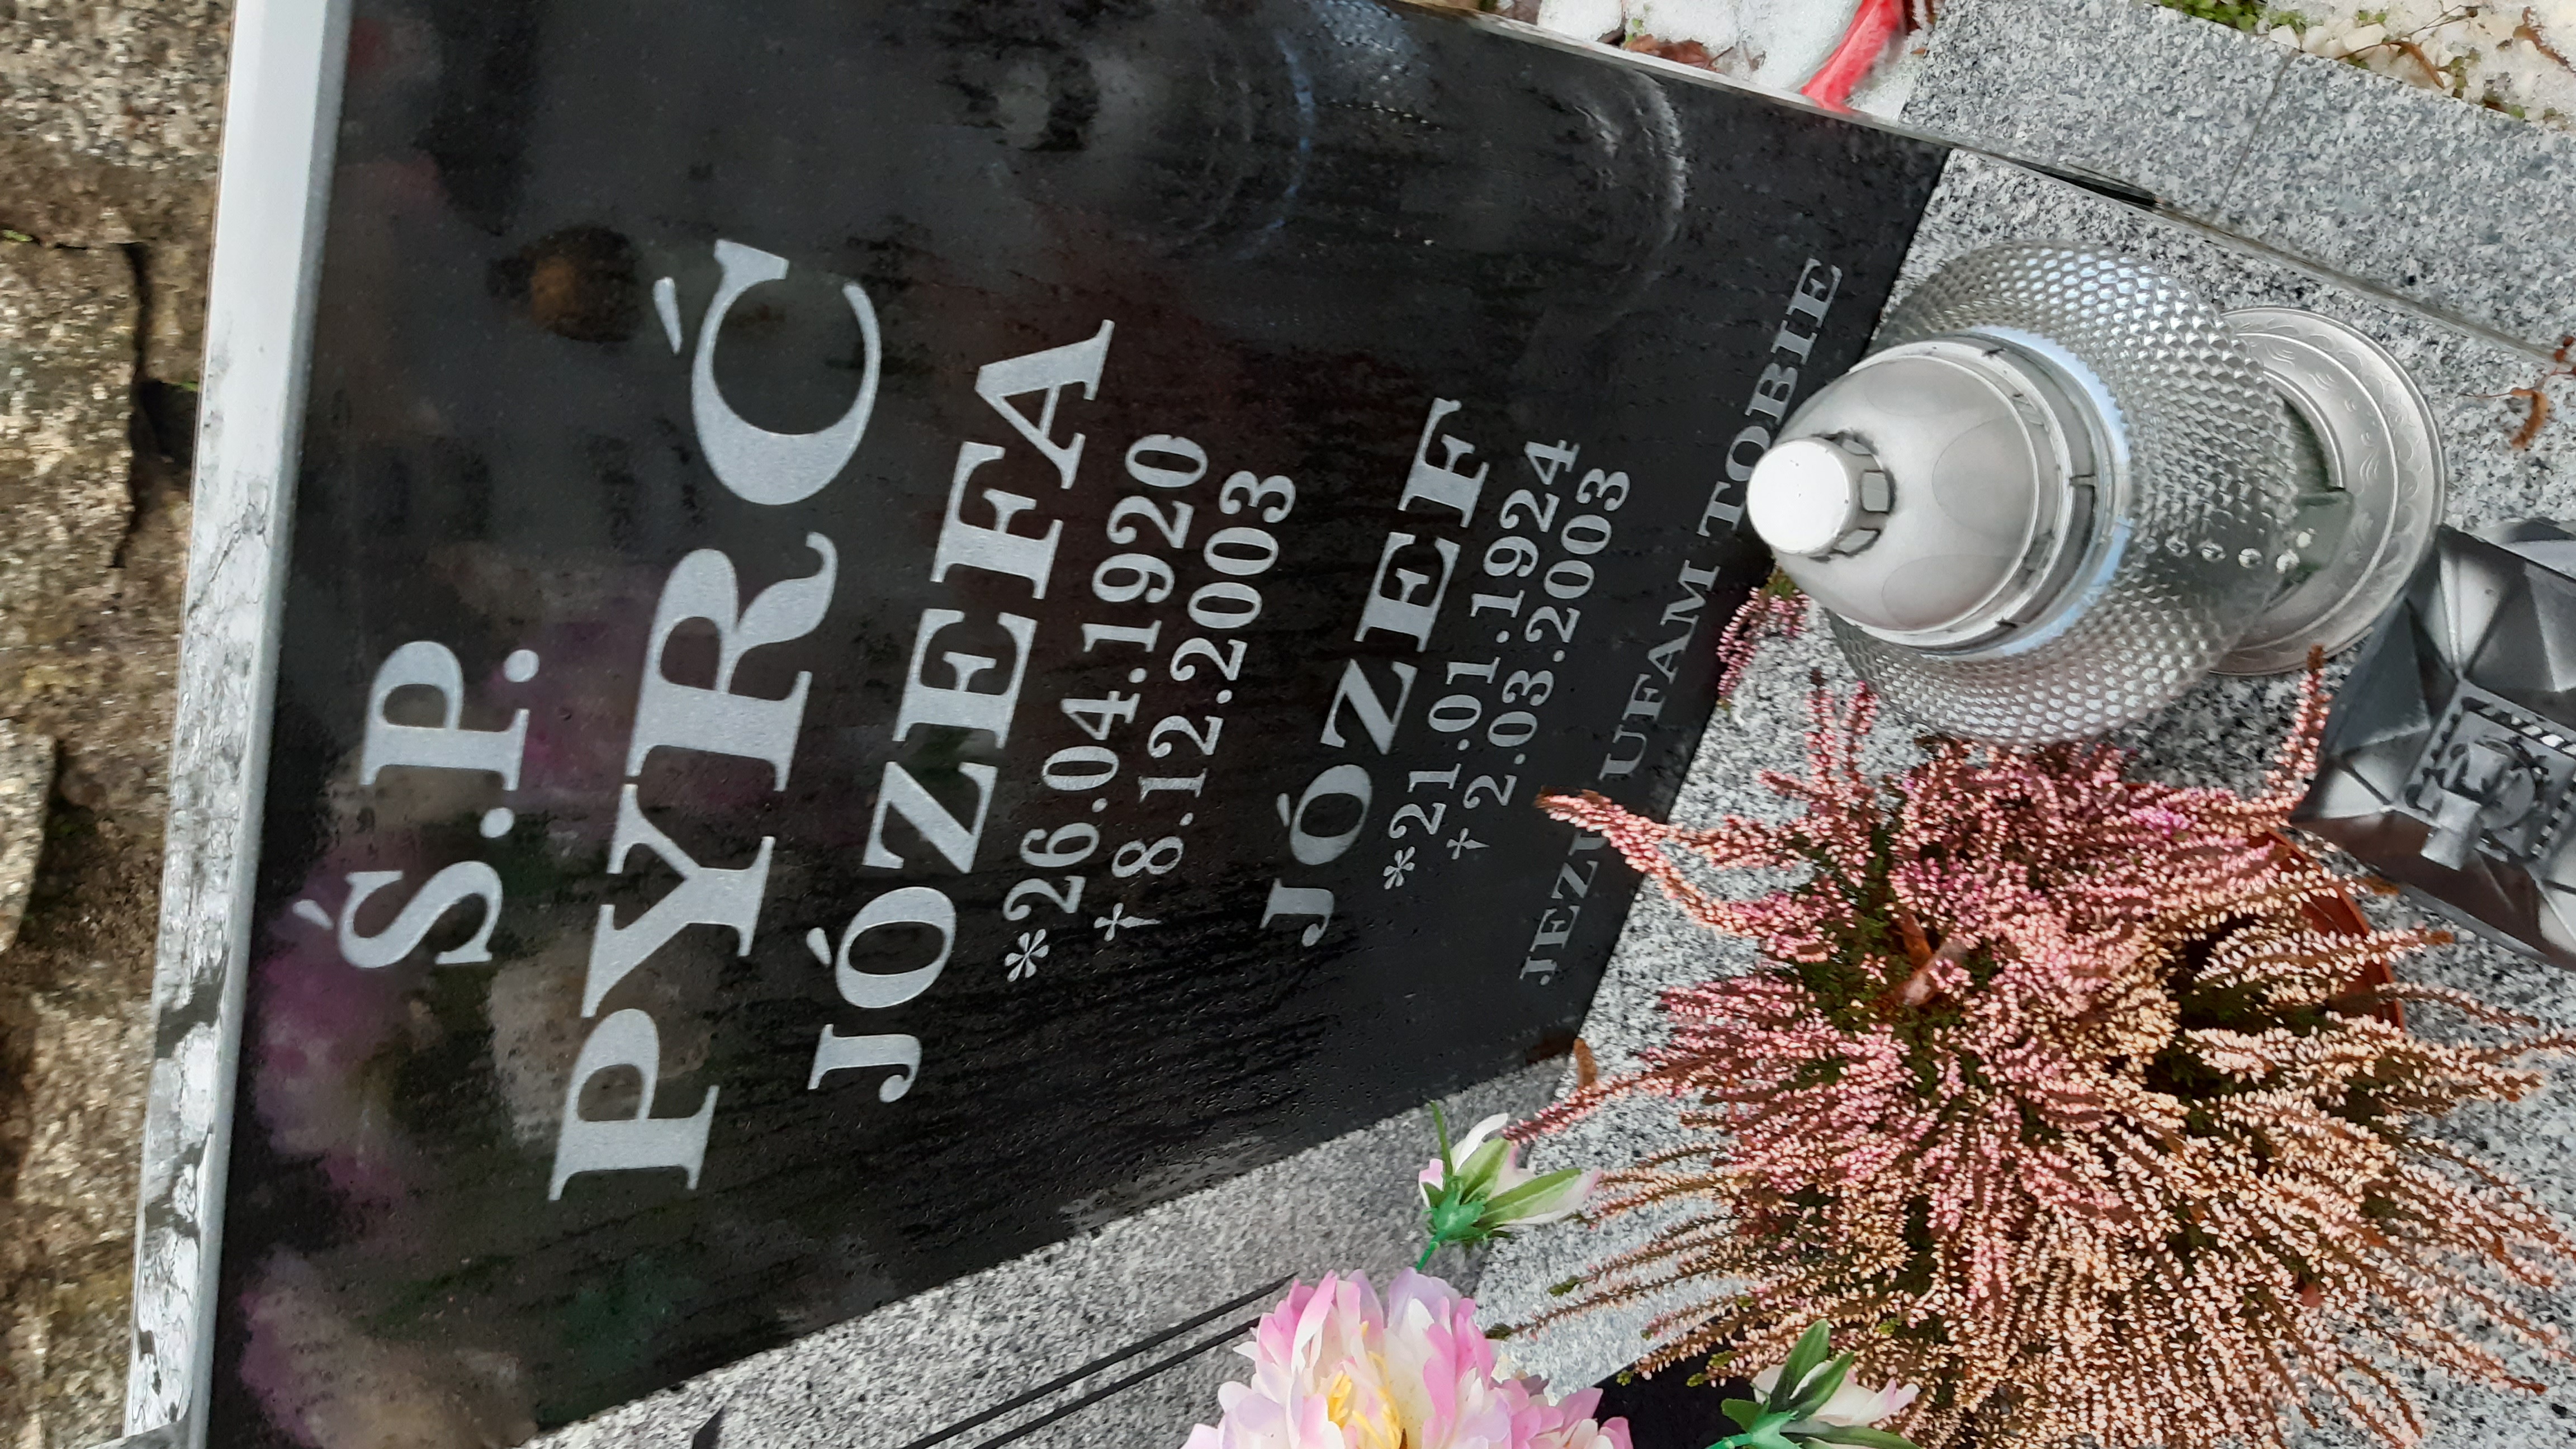 Ś.P.
PYRĆ
JÓZEFA
*26.04.1920
†8.12.2003
JÓZEF
*21.01.1924
†2.03.2003
JEZU UFAM TOBIE